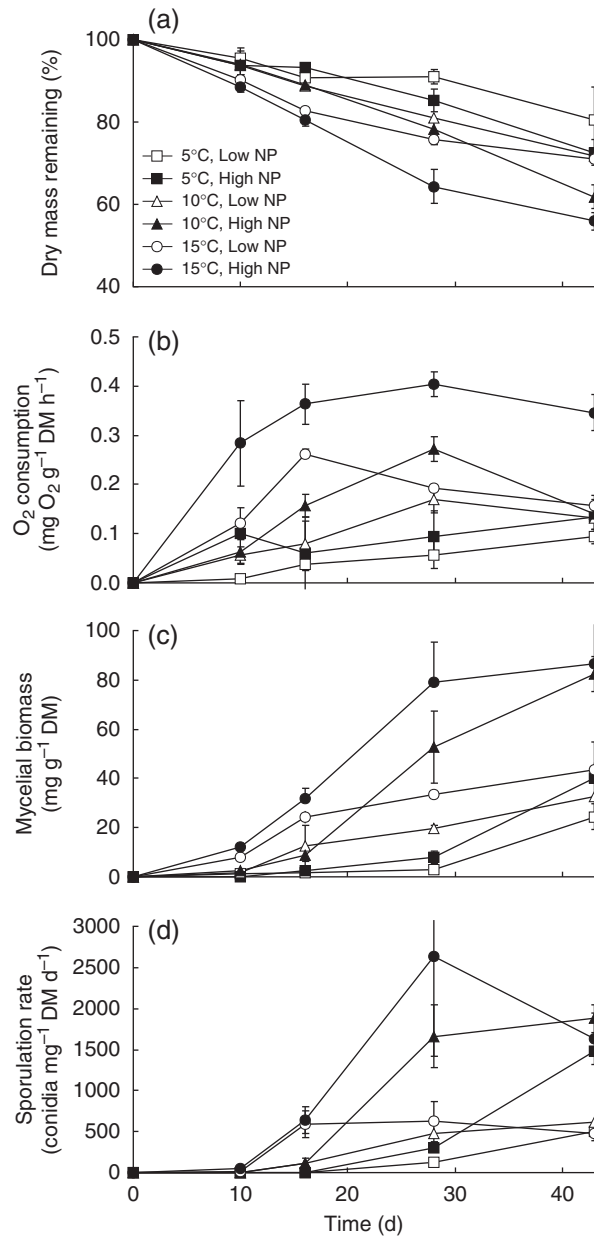 (a)
100
80
60
40
Dry mass remaining (%)
5°C, Low NP
5°C, High NP
10°C, Low NP
10°C, High NP
15°C, Low NP
15°C, High NP
(b)
0.5
0.4
0.3
0.2
0.1
0.0
O₂ consumption
(mg O₂ g⁻¹ DM h⁻¹)
(c)
100
80
60
40
20
0
Mycelial biomass
(mg g⁻¹ DM)
(d)
3000
2500
2000
1500
1000
500
0
Sporulation rate
(conidia mg⁻¹ DM d⁻¹)
0 10 20 30 40
Time (d)